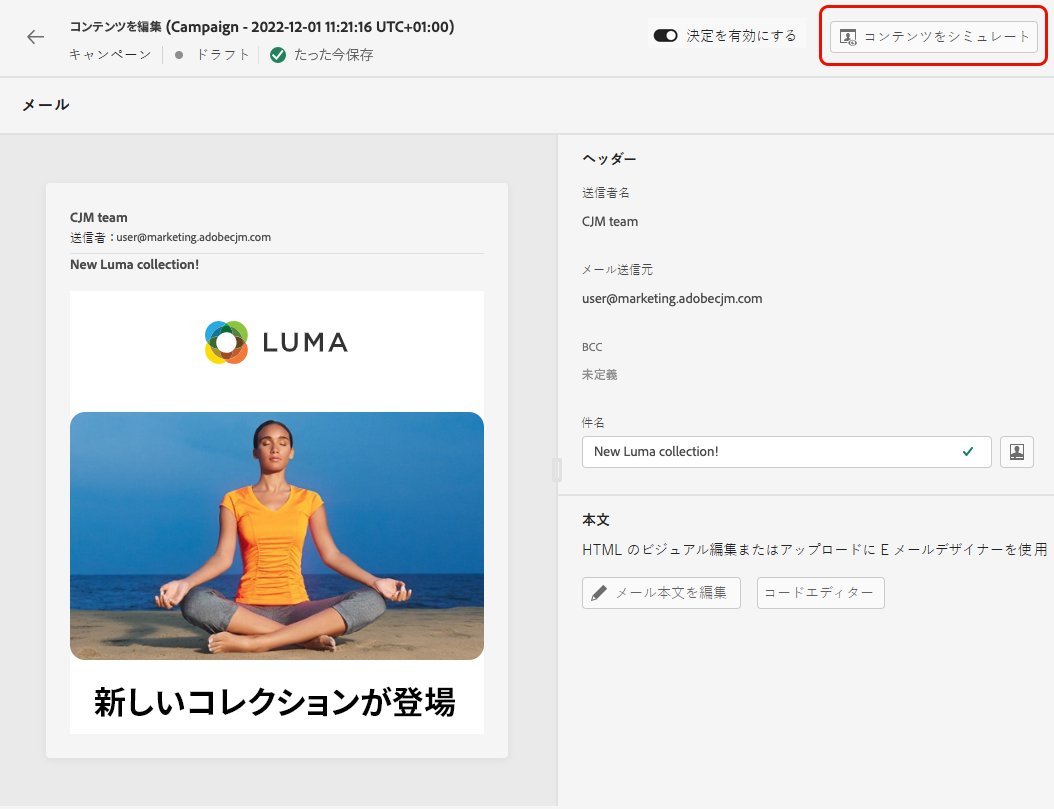 コンテンツを編集 (Campaign - 2022-12-01 11:21:16 UTC+01:00)
キャンペーン ドラフト たった今保存
決定を有効にする
コンテンツをシミュレート
メール
CJM team
送信者：user@marketing.adobecjm.com
New Luma collection!
LUMA
新しいコレクションが登場
ヘッダー
送信者名
CJM team
メール送信元
user@marketing.adobecjm.com
BCC
未定義
件名
New Luma collection!
本文
HTML のビジュアル編集またはアップロードに E メールデザイナーを使用
メール本文を編集
コードエディター